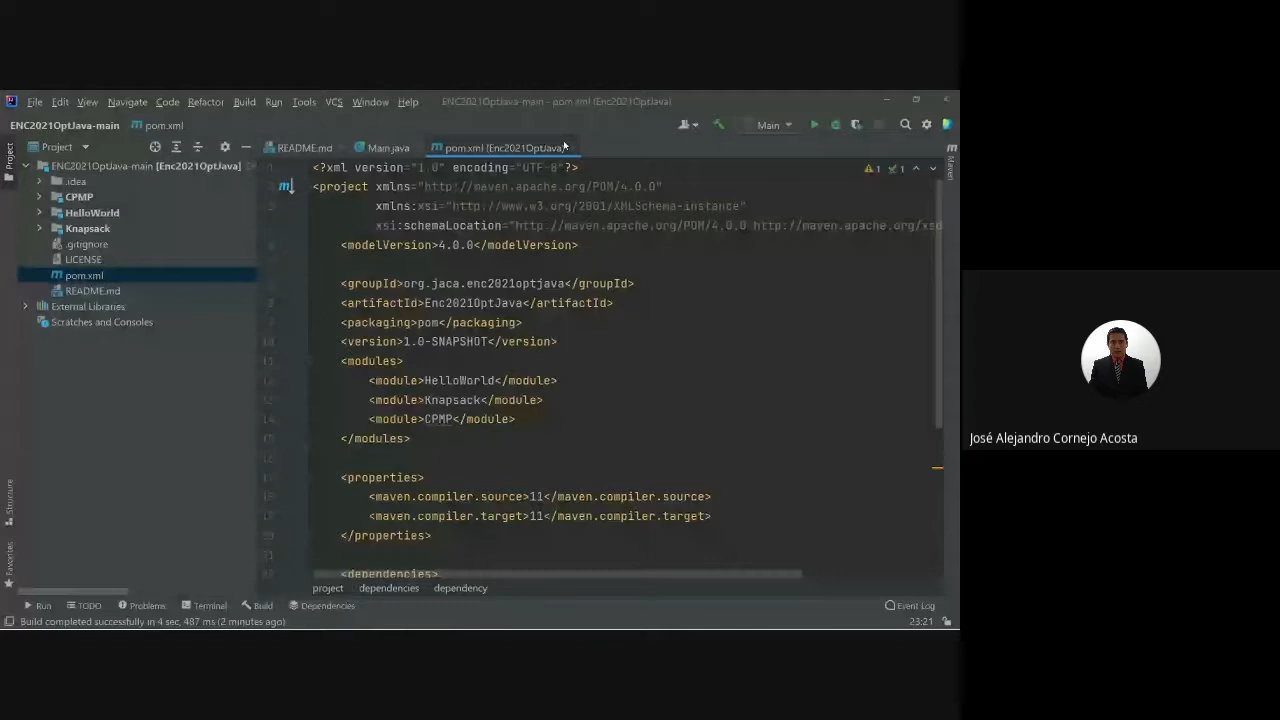 File Edit View Navigate Code Refactor Build Run Tools VCS Window Help ENC2021OptJava-main - pom.xml (Enc2021OptJava)
ENC2021OptJava-main pom.xml Main
Project README.md Main.java pom.xml (Enc2021OptJava)
Project
Maven
ENC2021OptJava-main [Enc2021OptJava]
.idea
CPMP
HelloWorld
Knapsack
.gitignore
LICENSE
pom.xml
README.md
External Libraries
Scratches and Consoles
<?xml version="1.0" encoding="UTF-8"?>
<project xmlns="http://maven.apache.org/POM/4.0.0"
xmlns:xsi="http://www.w3.org/2001/XMLSchema-instance"
xsi:schemaLocation="http://maven.apache.org/POM/4.0.0 http://maven.apache.org/xsd
<modelVersion>4.0.0</modelVersion>
<groupId>org.jaca.enc2021optjava</groupId>
<artifactId>Enc2021OptJava</artifactId>
<packaging>pom</packaging>
<version>1.0-SNAPSHOT</version>
<modules>
<module>HelloWorld</module>
<module>Knapsack</module>
<module>CPMP</module>
</modules>
<properties>
<maven.compiler.source>11</maven.compiler.source>
<maven.compiler.target>11</maven.compiler.target>
</properties>
<dependencies>
1 1
project dependencies dependency
Structure
Favorites
Run TODO Problems Terminal Build Dependencies Event Log
Build completed successfully in 4 sec, 487 ms (2 minutes ago) 23:21
José Alejandro Cornejo Acosta